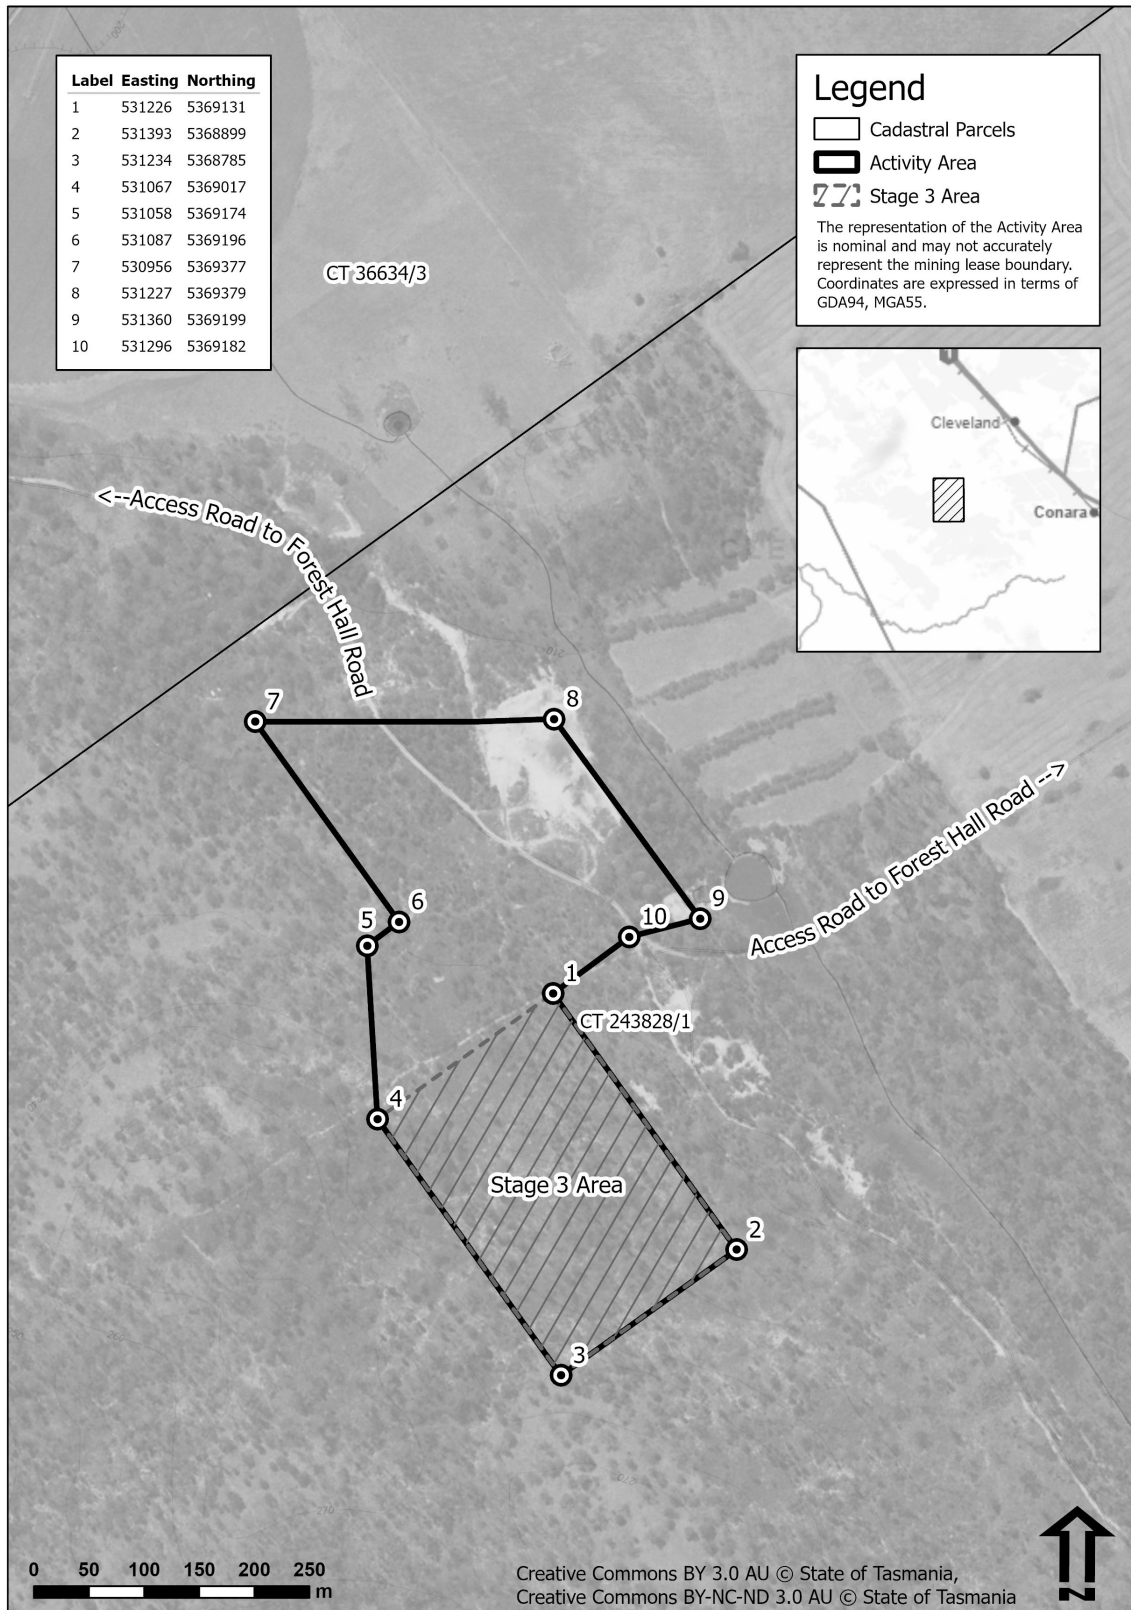 Label Easting Northing
1 531226 5369131
2 531393 5368899
3 531234 5368785
4 531067 5369017
5 531058 5369174
6 531087 5369196
7 530956 5369377
8 531227 5369379
9 531360 5369199
10 531296 5369182
Legend
Cadastral Parcels
Activity Area
Stage 3 Area
The representation of the Activity Area
is nominal and may not accurately
represent the mining lease boundary.
Coordinates are expressed in terms of
GDA94, MGA55.
CT 36634/3
1
Cleveland
Conara
<--Access Road to Forest Hall Road
7
8
Access Road to Forest Hall Road -->
9
10
6
5
1
CT 243828/1
4
Stage 3 Area
2
3
270
270
0 50 100 150 200 250
m
Creative Commons BY 3.0 AU © State of Tasmania,
Creative Commons BY-NC-ND 3.0 AU © State of Tasmania
N